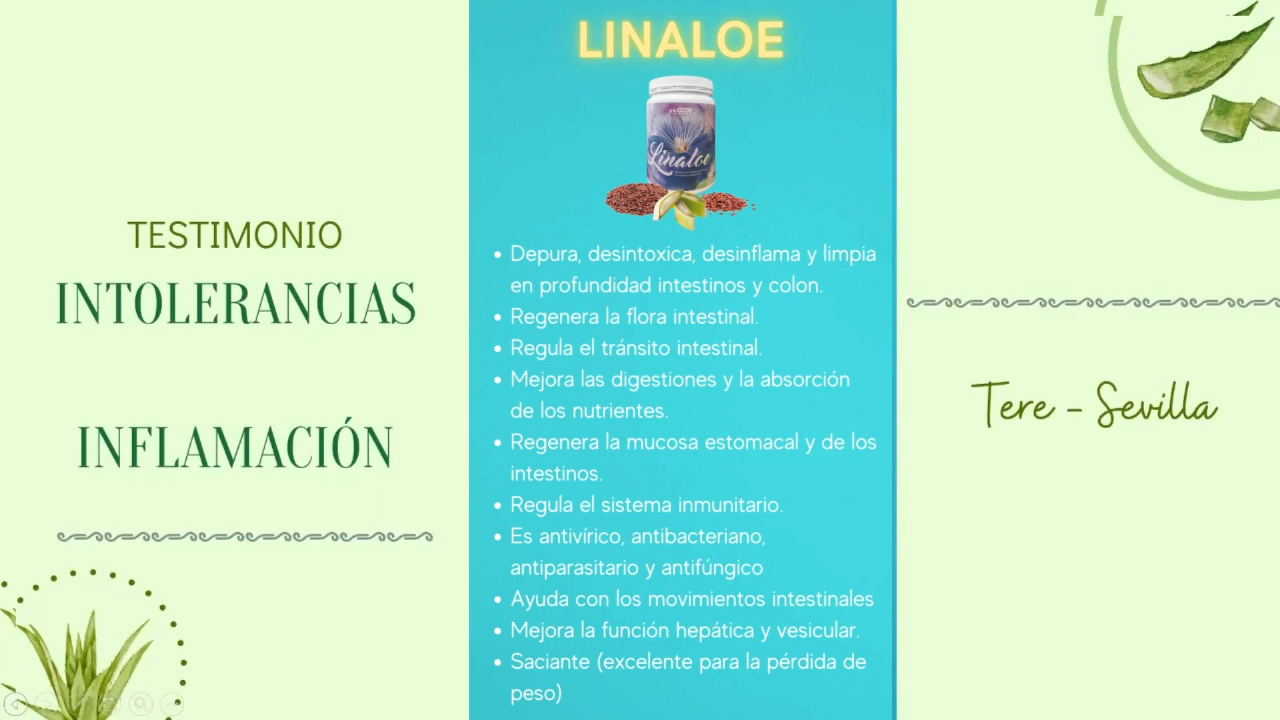 TESTIMONIO
INTOLERANCIAS
INFLAMACIÓN
LINALOE
Linaloe
• Depura, desintoxica, desinflama y limpia
en profundidad intestinos y colon.
• Regenera la flora intestinal.
• Regula el tránsito intestinal.
• Mejora las digestiones y la absorción
de los nutrientes.
• Regenera la mucosa estomacal y de los
intestinos.
• Regula el sistema inmunitario.
• Es antivírico, antibacteriano,
antiparasitario y antifúngico
• Ayuda con los movimientos intestinales
• Mejora la función hepática y vesicular.
• Saciante (excelente para la pérdida de
peso)
Tere - Sevilla